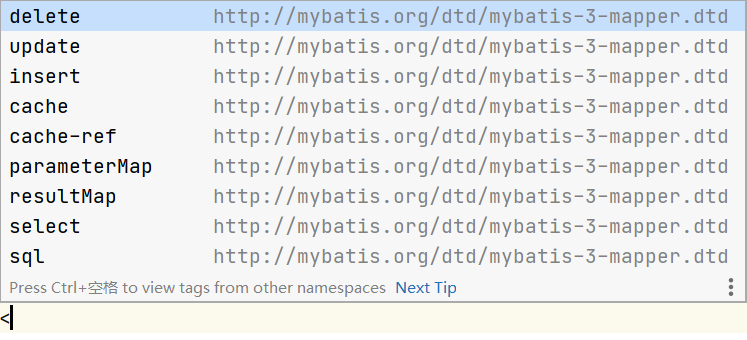 delete http://mybatis.org/dtd/mybatis-3-mapper.dtd
update http://mybatis.org/dtd/mybatis-3-mapper.dtd
insert http://mybatis.org/dtd/mybatis-3-mapper.dtd
cache http://mybatis.org/dtd/mybatis-3-mapper.dtd
cache-ref http://mybatis.org/dtd/mybatis-3-mapper.dtd
parameterMap http://mybatis.org/dtd/mybatis-3-mapper.dtd
resultMap http://mybatis.org/dtd/mybatis-3-mapper.dtd
select http://mybatis.org/dtd/mybatis-3-mapper.dtd
sql http://mybatis.org/dtd/mybatis-3-mapper.dtd
Press Ctrl+空格 to view tags from other namespaces Next Tip
<